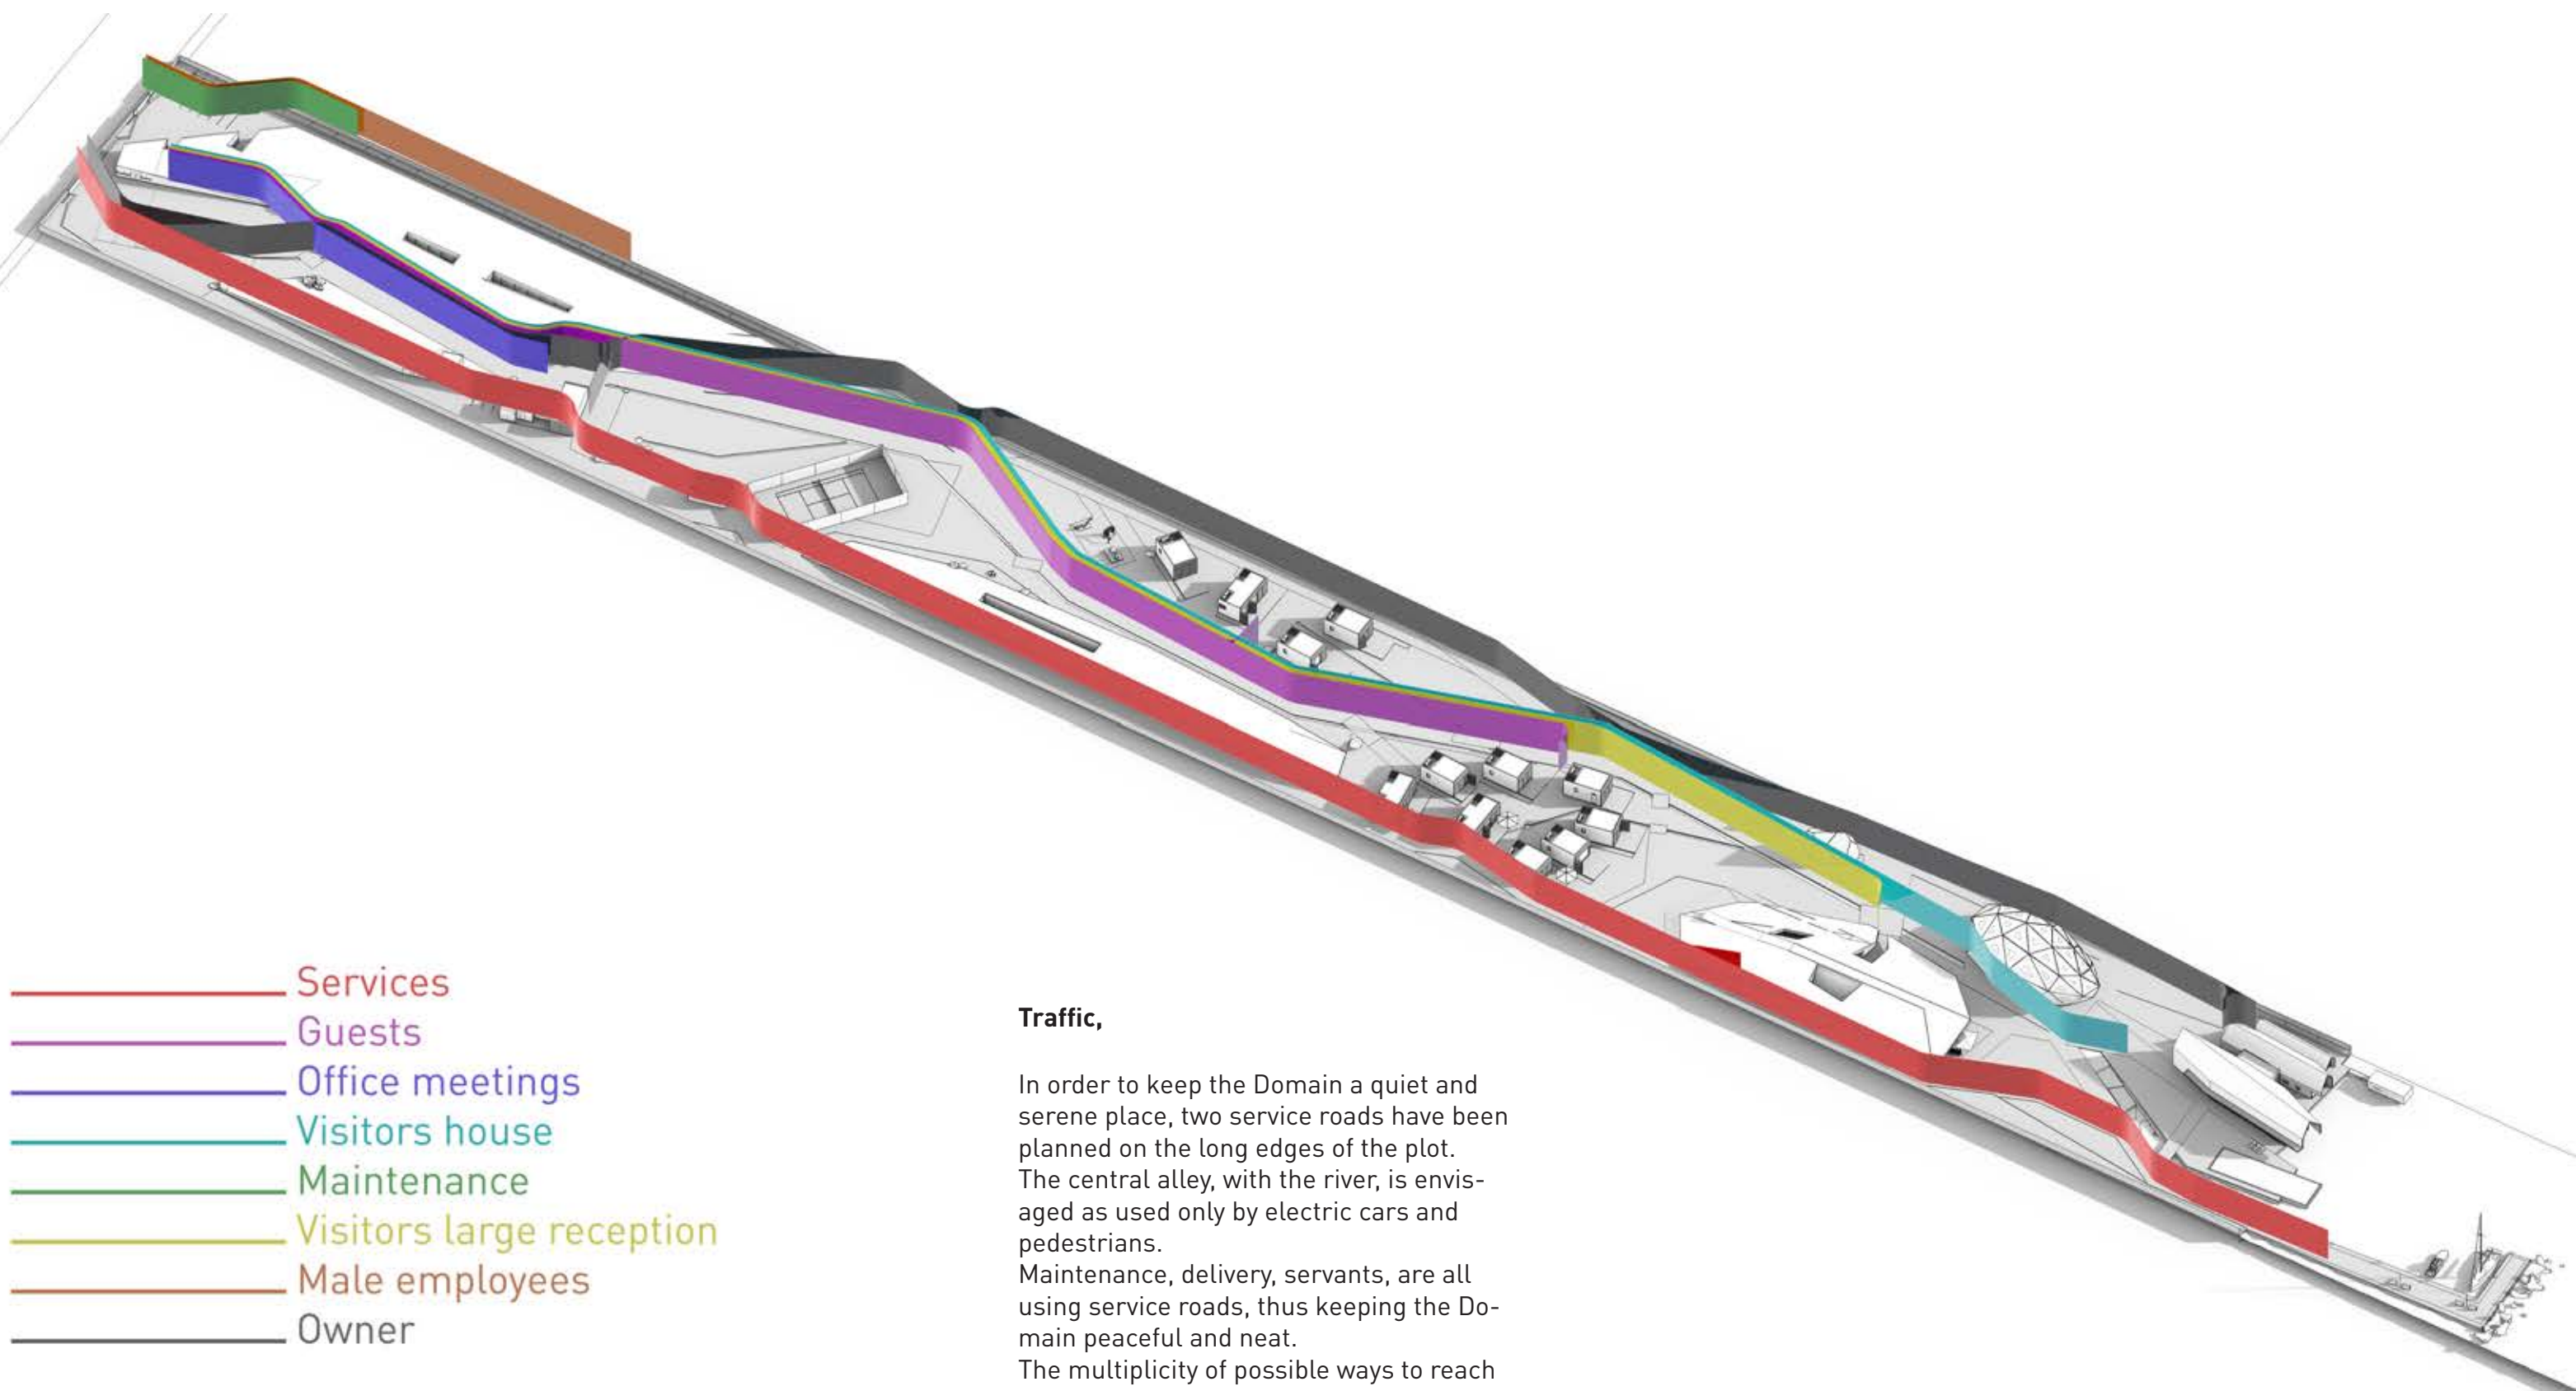 Services
Guests
Office meetings
Visitors house
Maintenance
Visitors large reception
Male employees
Owner
Traffic,
In order to keep the Domain a quiet and
serene place, two service roads have been
planned on the long edges of the plot.
The central alley, with the river, is envis-
aged as used only by electric cars and
pedestrians.
Maintenance, delivery, servants, are all
using service roads, thus keeping the Do-
main peaceful and neat.
The multiplicity of possible ways to reach